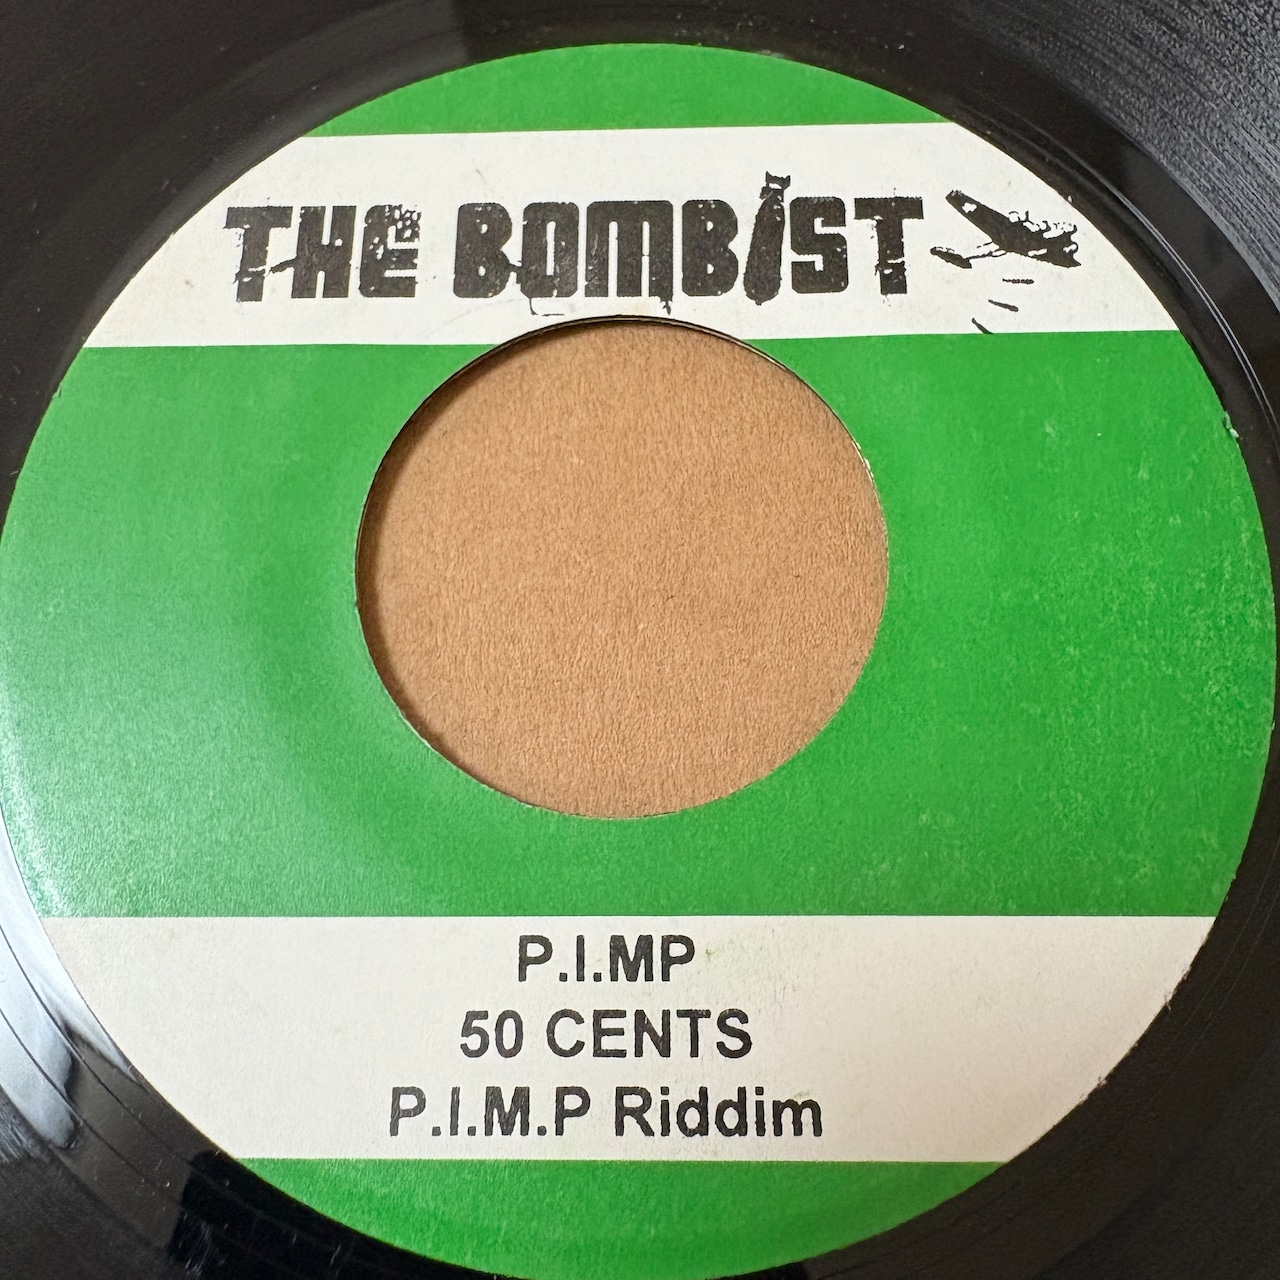 THE BOMBIST
P.I.MP
50 CENTS
P.I.M.P Riddim